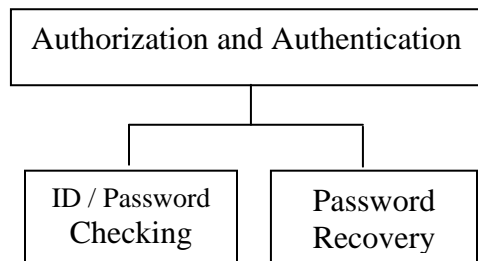 Authorization and Authentication
ID / Password
Checking
Password
Recovery